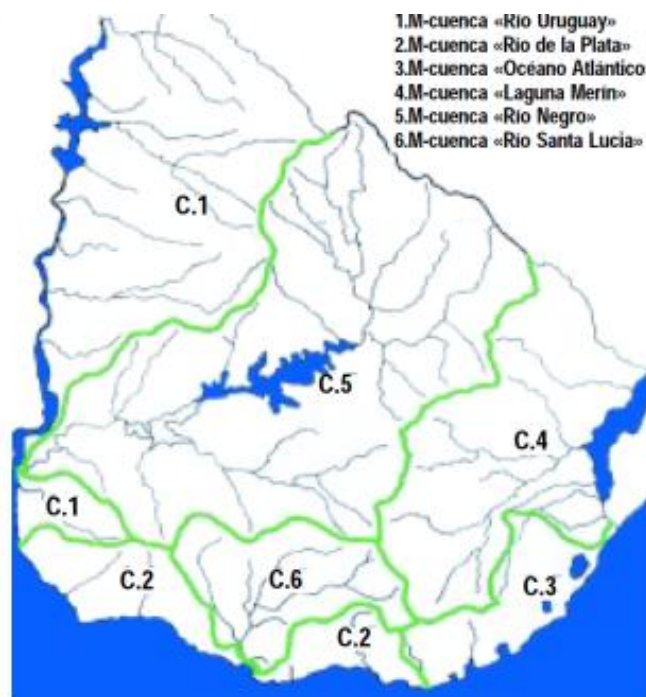 1.M-cuenca «Río Uruguay»
2.M-cuenca «Río de la Plata»
3.M-cuenca «Océano Atlántico
4.M-cuenca «Laguna Merín»
5.M-cuenca «Río Negro»
6.M-cuenca «Río Santa Lucía»
C.1
C.5
C.4
C.1
C.2
C.6
C.3
C.2